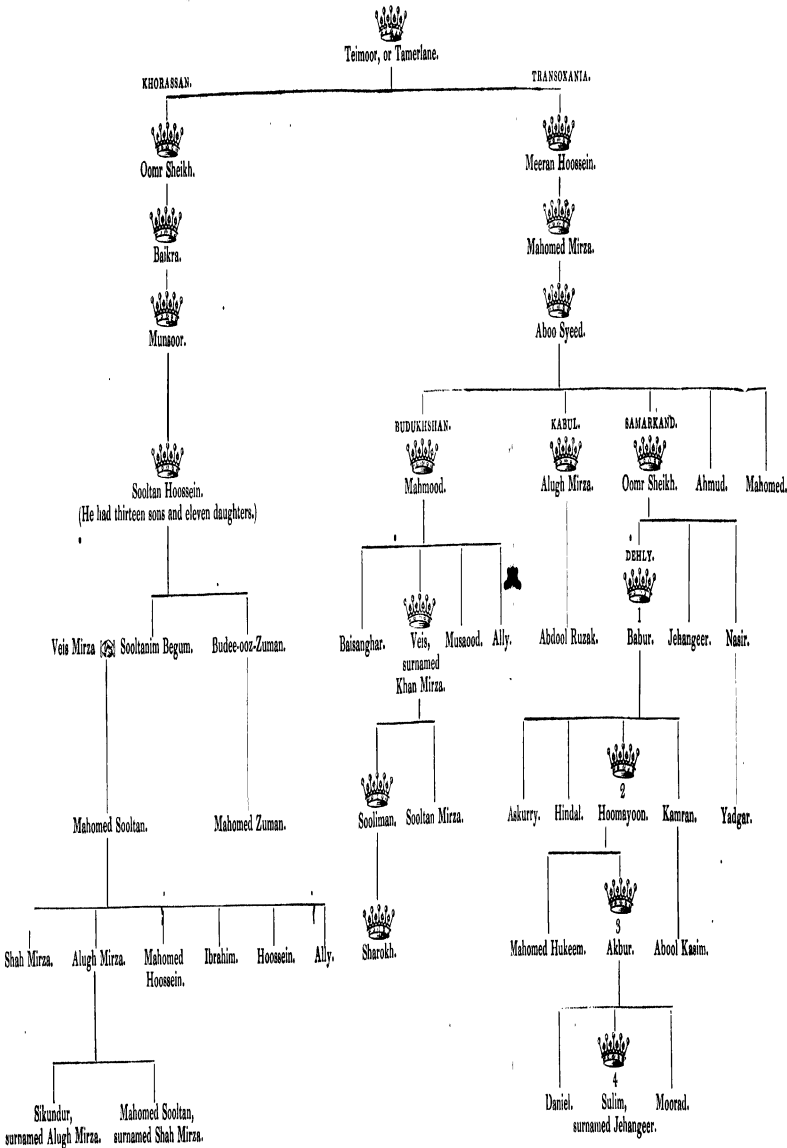 Teimoor, or Tamerlane.
KHORASSAN.
TRANSOXANIA.
Oomr Sheikh.
Meeran Hoossein.
Baikra.
Mahomed Mirza.
Munsoor.
Aboo Syeed.
BUDUKHSHAN.
KABUL.
SAMARKAND.
Sooltan Hoossein.
(He had thirteen sons and eleven daughters.)
Mahmood.
Alugh Mirza.
Oomr Sheikh.
Ahmud.
Mahomed.
DEHLY.
1
Veis Mirza
Sooltanim Begum.
Budee-ooz-Zuman.
Baisanghar.
Veis,
surnamed
Khan Mirza.
Musaood.
Ally.
Abdool Ruzak.
Babur.
Jehangeer.
Nasir.
2
Mahomed Sooltan.
Mahomed Zuman.
Sooliman.
Sooltan Mirza.
Askurry.
Hindal.
Hoomayoon.
Kamran.
Yadgar.
3
Shah Mirza.
Alugh Mirza.
Mahomed
Hoossein.
Ibrahim.
Hoossein.
Ally.
Sharokh.
Mahomed Hukeem.
Akbur.
Abool Kasim.
4
Sikundur,
surnamed Alugh Mirza.
Mahomed Sooltan,
surnamed Shah Mirza.
Daniel.
Sulim,
surnamed Jehangeer.
Moorad.